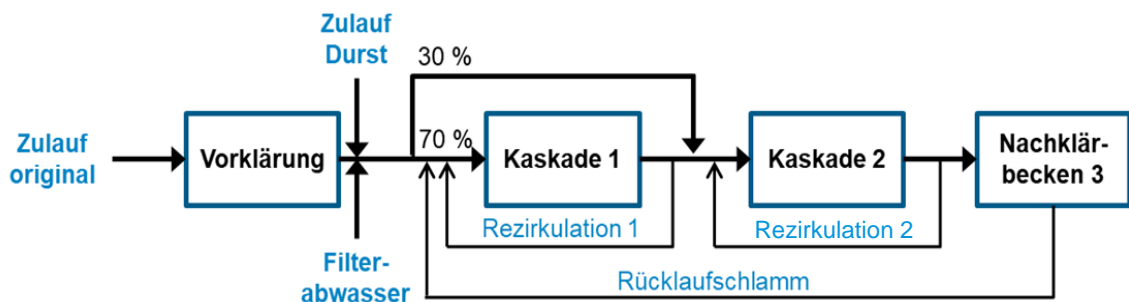 Zulauf
Durst
30 %
Zulauf
original
Vorklärung
70 %
Kaskade 1
Kaskade 2
Nachklär-
becken 3
Rezirkulation 1
Rezirkulation 2
Filter-
abwasser
Rücklaufschlamm